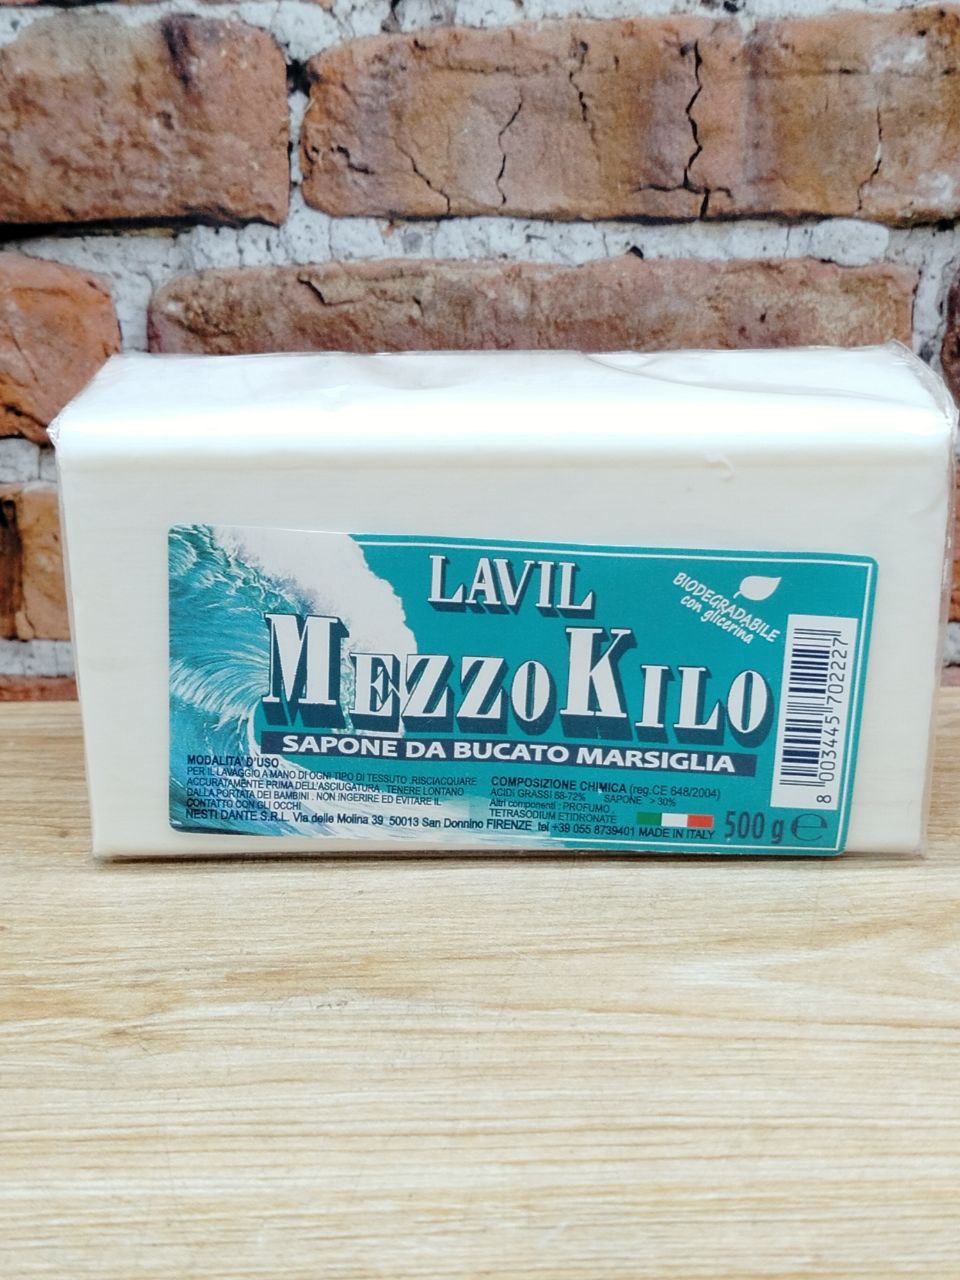 LAVIL
BIODEGRADABILE
con glicerina
MEZZO KILO
SAPONE DA BUCATO MARSIGLIA
MODALITA' D'USO
PER IL LAVAGGIO A MANO DI OGNI TIPO DI TESSUTO .RISCIACQUARE
ACCURATAMENTE PRIMA DELL'ASCIUGATURA . TENERE LONTANO
DALLA PORTATA DEI BAMBINI . NON INGERIRE ED EVITARE IL
CONTATTO CON GLI OCCHI
COMPOSIZIONE CHIMICA (reg.CE 648/2004)
ACIDI GRASSI 68-72% SAPONE > 30%
Altri componenti : PROFUMO
TETRASODIUM ETIDRONATE
NESTI DANTE S.R.L. Via delle Molina 39 50013 San Donnino FIRENZE tel +39 055 8739401 MADE IN ITALY
500 g ℮
8 003445 702227